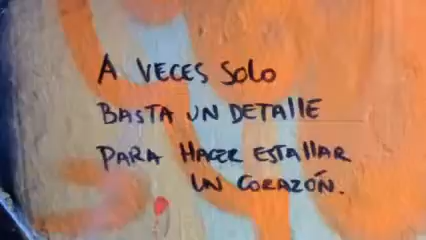 A VECES SOLO
BASTA UN DETALLE
PARA HACER ESTALLAR
UN CORAZÓN.